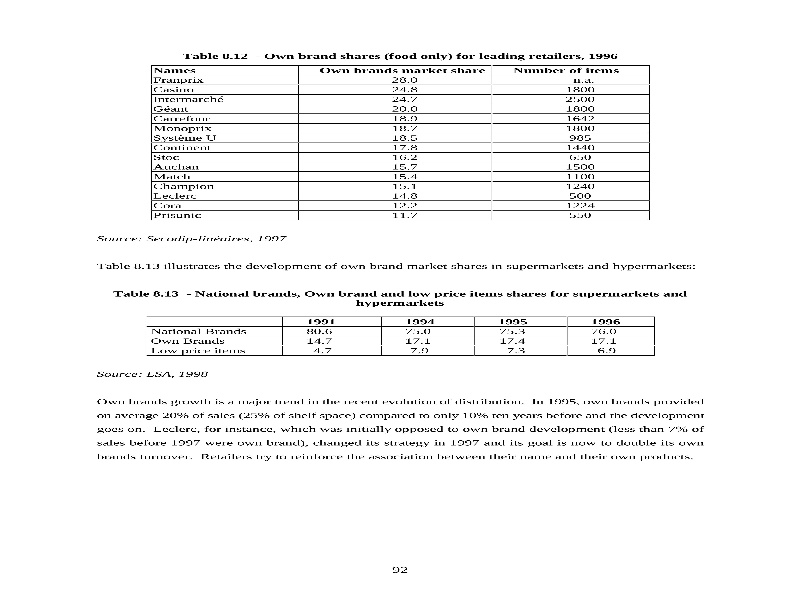 Table 8.12 Own brand shares (food only) for leading retailers, 1996
Names Own brands market share Number of items
Franprix 28.0 n.a.
Casino 24.8 1800
Intermarché 24.7 2500
Géant 20.0 1800
Carrefour 18.9 1642
Monoprix 18.7 1800
Système U 18.5 985
Continent 17.8 1440
Stoc 16.2 650
Auchan 15.7 1500
Match 15.4 1100
Champion 15.1 1240
Leclerc 14.8 500
Cora 12.2 1224
Prisunic 11.7 550
Source: Secodip-linéaires, 1997
Table 8.13 illustrates the development of own brand market shares in supermarkets and hypermarkets:
Table 8.13 - National brands, Own brand and low price items shares for supermarkets and
hypermarkets
1991 1994 1995 1996
National Brands 80.6 75.0 75.3 76.0
Own Brands 14.7 17.1 17.4 17.1
Low price items 4.7 7.9 7.3 6.9
Source: LSA, 1998
Own brands growth is a major trend in the recent evolution of distribution. In 1995, own brands provided
on average 20% of sales (25% of shelf space) compared to only 10% ten years before and the development
goes on. Leclerc, for instance, which was initially opposed to own brand development (less than 7% of
sales before 1997 were own brand), changed its strategy in 1997 and its goal is now to double its own
brands turnover. Retailers try to reinforce the association between their name and their own products.
92